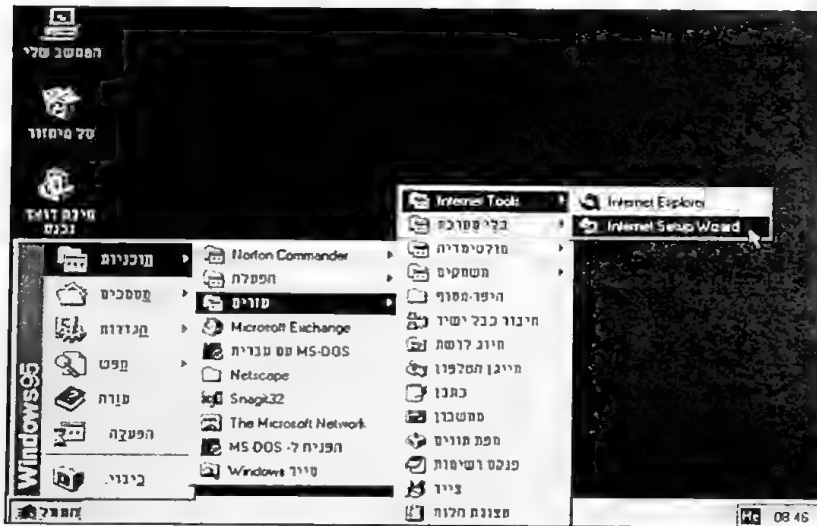 המחשב שלי
סל מיחזור
תיבת דואר
נכנס
Windows95
תוכניות
מסמכים
הגדרות
חפש
עזרה
הפעלה
כיבוי.
התחל
Norton Commander
הפעלת
עזרים
Microsoft Exchange
MS-DOS עם עברית
Netscape
SnagIt32
The Microsoft Network
הפניה ל- MS-DOS
סייר Windows
Internet Tools
כלי מערכת
מולטימדיה
משחקים
היפר-מסוף
חיבור כבל ישיר
חיוג לרשת
חייגן הטלפון
כתבן
מחשבון
מפת תווים
פנקס רשימות
צייר
תצוגת הלוח
Internet Explorer
Internet Setup Wizard
He 08:46